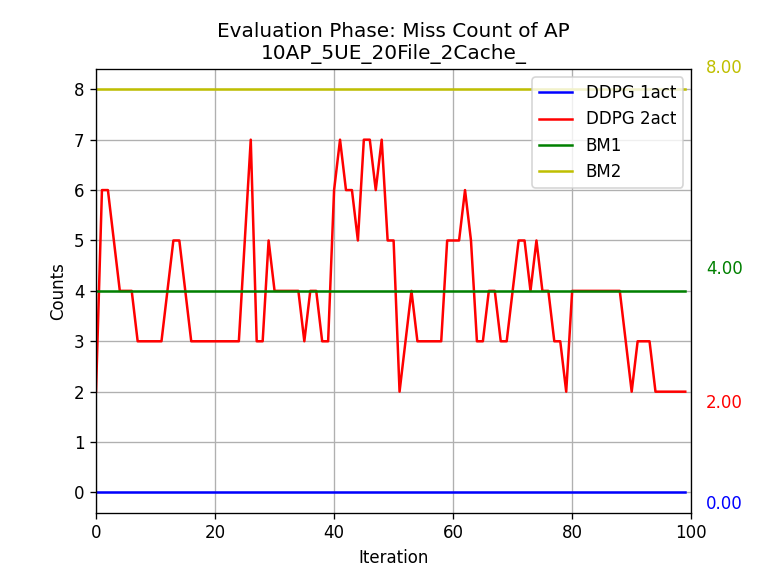 Evaluation Phase: Miss Count of AP
10AP_5UE_20File_2Cache_
8.00
8
DDPG 1act
DDPG 2act
BM1
BM2
7
6
5
4
3
2
1
0
4.00
2.00
0.00
Counts
0 20 40 60 80 100
Iteration